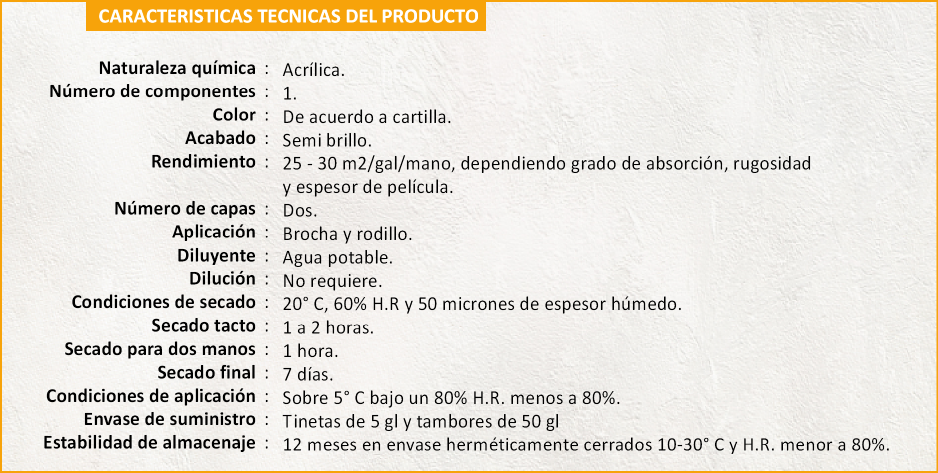 CARACTERISTICAS TECNICAS DEL PRODUCTO
Naturaleza química : Acrílica.
Número de componentes : 1.
Color : De acuerdo a cartilla.
Acabado : Semi brillo.
Rendimiento : 25 - 30 m2/gal/mano, dependiendo grado de absorción, rugosidad
y espesor de película.
Número de capas : Dos.
Aplicación : Brocha y rodillo.
Diluyente : Agua potable.
Dilución : No requiere.
Condiciones de secado : 20° C, 60% H.R y 50 micrones de espesor húmedo.
Secado tacto : 1 a 2 horas.
Secado para dos manos : 1 hora.
Secado final : 7 días.
Condiciones de aplicación : Sobre 5° C bajo un 80% H.R. menos a 80%.
Envase de suministro : Tinetas de 5 gl y tambores de 50 gl
Estabilidad de almacenaje : 12 meses en envase herméticamente cerrados 10-30° C y H.R. menor a 80%.